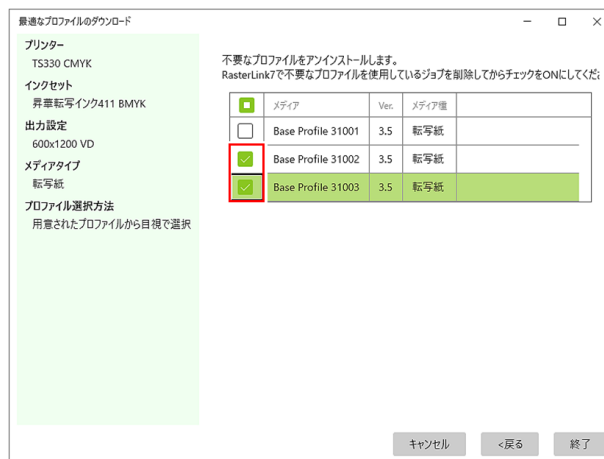 最適なプロファイルのダウンロード
プリンター
TS330 CMYK
インクセット
昇華転写インク411 BMYK
出力設定
600x1200 VD
メディアタイプ
転写紙
プロファイル選択方法
用意されたプロファイルから目視で選択
不要なプロファイルをアンインストールします。
RasterLink7で不要なプロファイルを使用しているジョブを削除してからチェックをONにしてくだ
メディア Ver. メディア種
Base Profile 31001 3.5 転写紙
Base Profile 31002 3.5 転写紙
Base Profile 31003 3.5 転写紙
キャンセル <戻る 終了